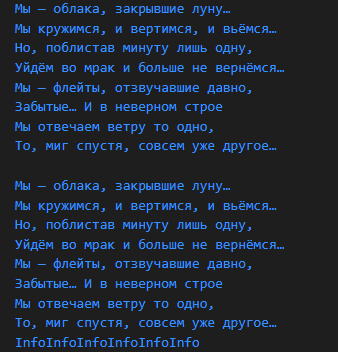 Мы — облака, закрывшие луну…
Мы кружимся, и вертимся, и вьёмся…
Но, поблистав минуту лишь одну,
Уйдём во мрак и больше не вернёмся…
Мы — флейты, отзвучавшие давно,
Забытые… И в неверном строе
Мы отвечаем ветру то одно,
То, миг спустя, совсем уже другое…

Мы — облака, закрывшие луну…
Мы кружимся, и вертимся, и вьёмся…
Но, поблистав минуту лишь одну,
Уйдём во мрак и больше не вернёмся…
Мы — флейты, отзвучавшие давно,
Забытые… И в неверном строе
Мы отвечаем ветру то одно,
То, миг спустя, совсем уже другое…
InfoInfoInfoInfoInfoInfo